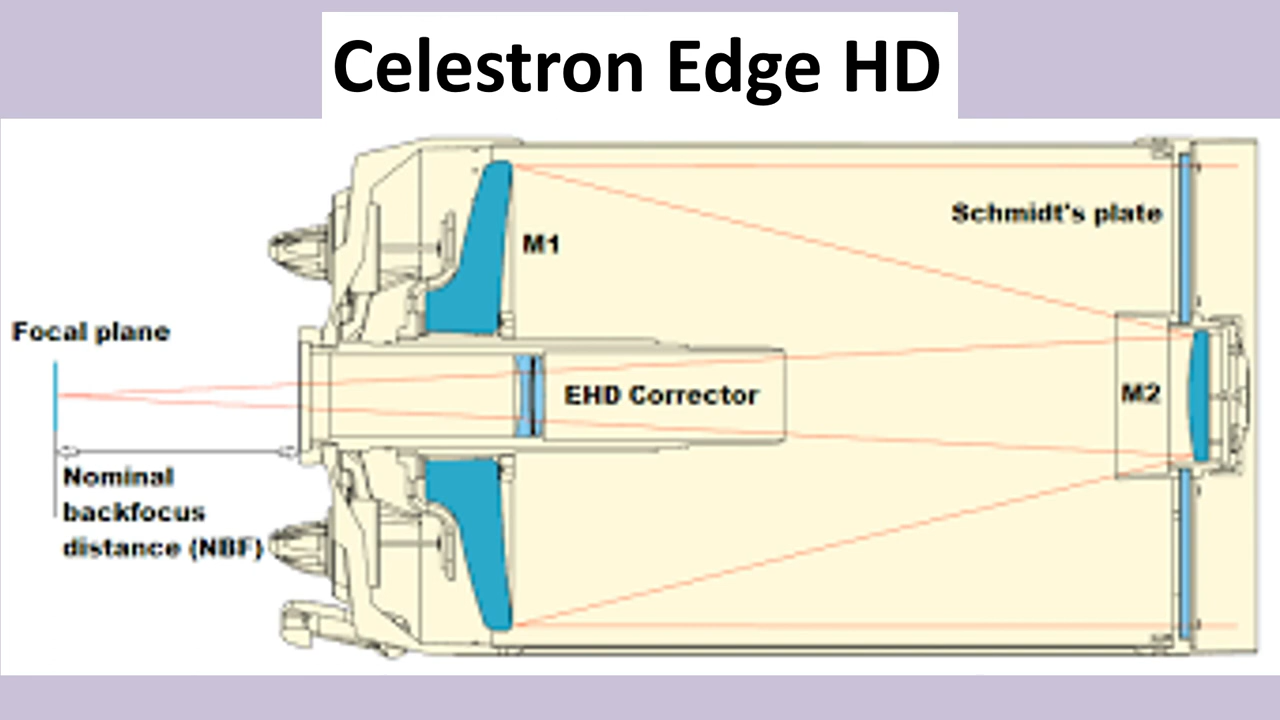 Celestron Edge HD
Schmidt's plate
M1
Focal plane
EHD Corrector
M2
Nominal
backfocus
distance (NBF)